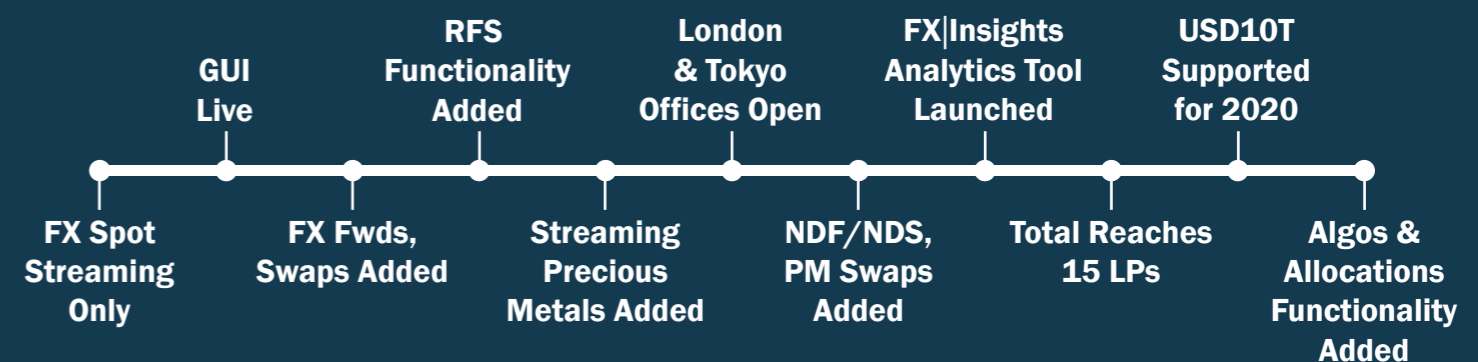 FX Spot
Streaming
Only
GUI
Live
FX Fwds,
Swaps Added
RFS
Functionality
Added
Streaming
Precious
Metals Added
London
& Tokyo
Offices Open
NDF/NDS,
PM Swaps
Added
FX|Insights
Analytics Tool
Launched
Total Reaches
15 LPs
USD10T
Supported
for 2020
Algos &
Allocations
Functionality
Added